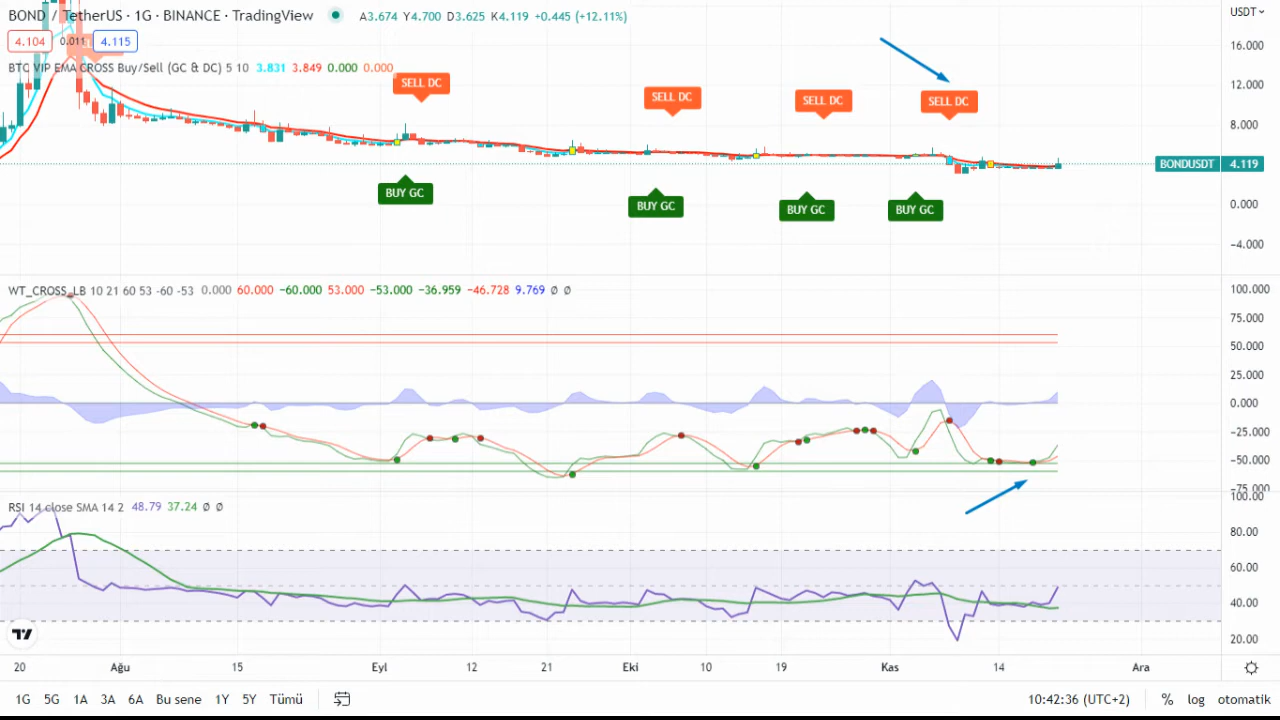 BOND / TetherUS · 1G · BINANCE · TradingView A3.674 Y4.700 D3.625 K4.119 +0.445 (+12.11%)
USDT
4.104 0.011 4.115
16.000
BTC VIP EMA CROSS Buy/Sell (GC & DC) 5 10 3.831 3.849 0.000 0.000
12.000
SELL DC
SELL DC
SELL DC
SELL DC
8.000
BONDUSDT 4.119
BUY GC
BUY GC
BUY GC
BUY GC
0.000
−4.000
WT_CROSS_LB 10 21 60 53 -60 -53 0.000 60.000 −60.000 53.000 −53.000 −36.959 −46.728 9.769 Ø Ø
100.000
75.000
50.000
25.000
0.000
−25.000
−50.000
−75.000
100.00
RSI 14 close SMA 14 2 48.79 37.24 Ø Ø
80.00
60.00
40.00
20.00
20 Ağu 15 Eyl 12 21 Eki 10 19 Kas 14 Ara
1G 5G 1A 3A 6A Bu sene 1Y 5Y Tümü 10:42:36 (UTC+2) % log otomatik